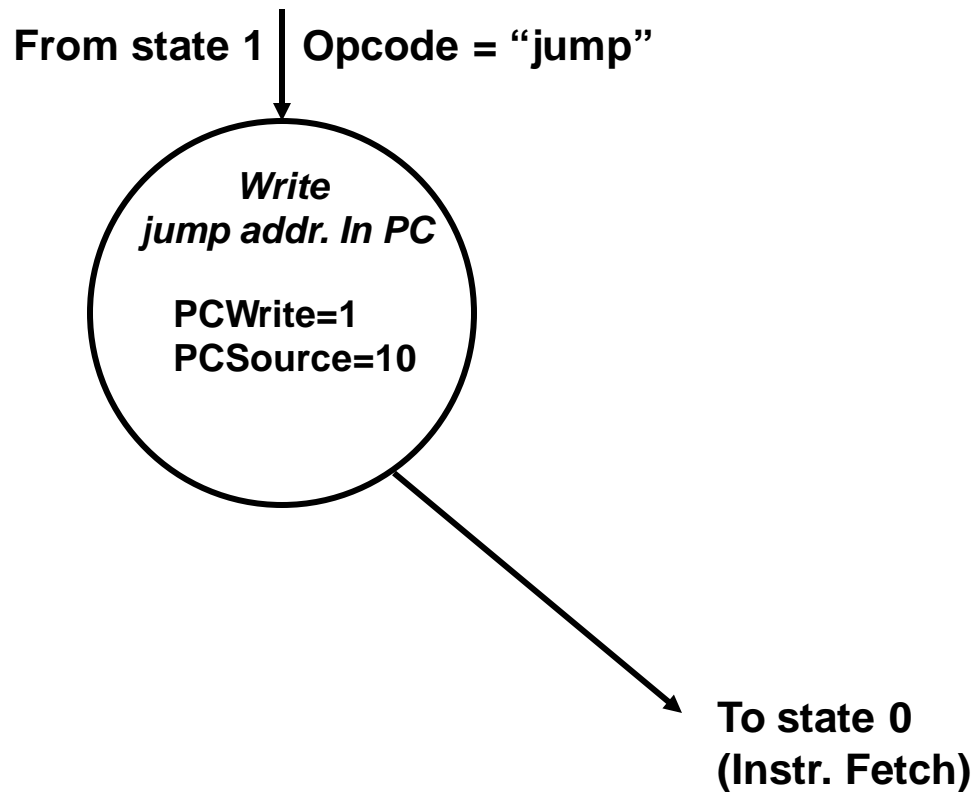 From state 1
Opcode = “jump”
Write
jump addr. In PC
PCWrite=1
PCSource=10
To state 0
(Instr. Fetch)